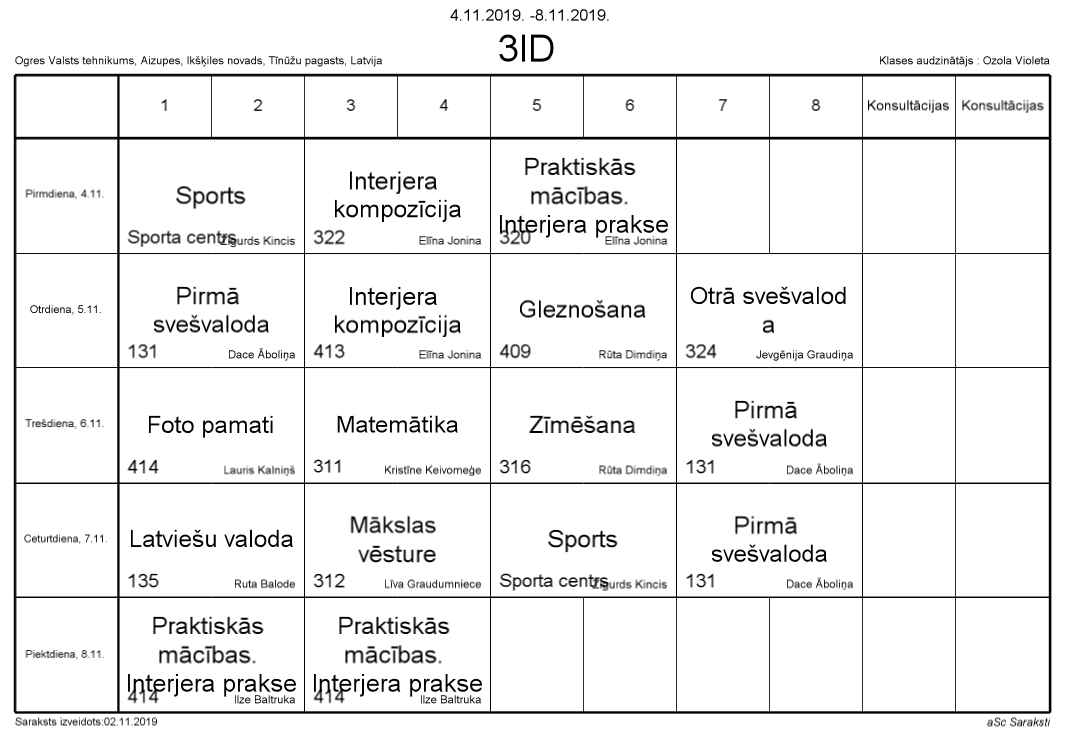 4.11.2019. -8.11.2019.
3ID
Ogres Valsts tehnikums, Aizupes, Ikšķiles novads, Tīnūžu pagasts, Latvija
Klases audzinātājs : Ozola Violeta
1 2 3 4 5 6 7 8 Konsultācijas Konsultācijas
Pirmdiena, 4.11.
Sports
Sporta centrs Zigurds Kincis
Interjera
kompozīcija
322 Elīna Jonina
Praktiskās
mācības.
Interjera prakse
320 Elīna Jonina
Otrdiena, 5.11.
Pirmā
svešvaloda
131 Dace Āboliņa
Interjera
kompozīcija
413 Elīna Jonina
Gleznošana
409 Rūta Dimdiņa
Otrā svešvalod
a
324 Jevgēnija Graudiņa
Trešdiena, 6.11.
Foto pamati
414 Lauris Kalniņš
Matemātika
311 Kristīne Keivomeģe
Zīmēšana
316 Rūta Dimdiņa
Pirmā
svešvaloda
131 Dace Āboliņa
Ceturtdiena, 7.11.
Latviešu valoda
135 Ruta Balode
Mākslas
vēsture
312 Līva Graudumniece
Sports
Sporta centrs Zigurds Kincis
Pirmā
svešvaloda
131 Dace Āboliņa
Piektdiena, 8.11.
Praktiskās
mācības.
Interjera prakse
414 Ilze Baltruka
Praktiskās
mācības.
Interjera prakse
414 Ilze Baltruka
Saraksts izveidots:02.11.2019
aSc Saraksti